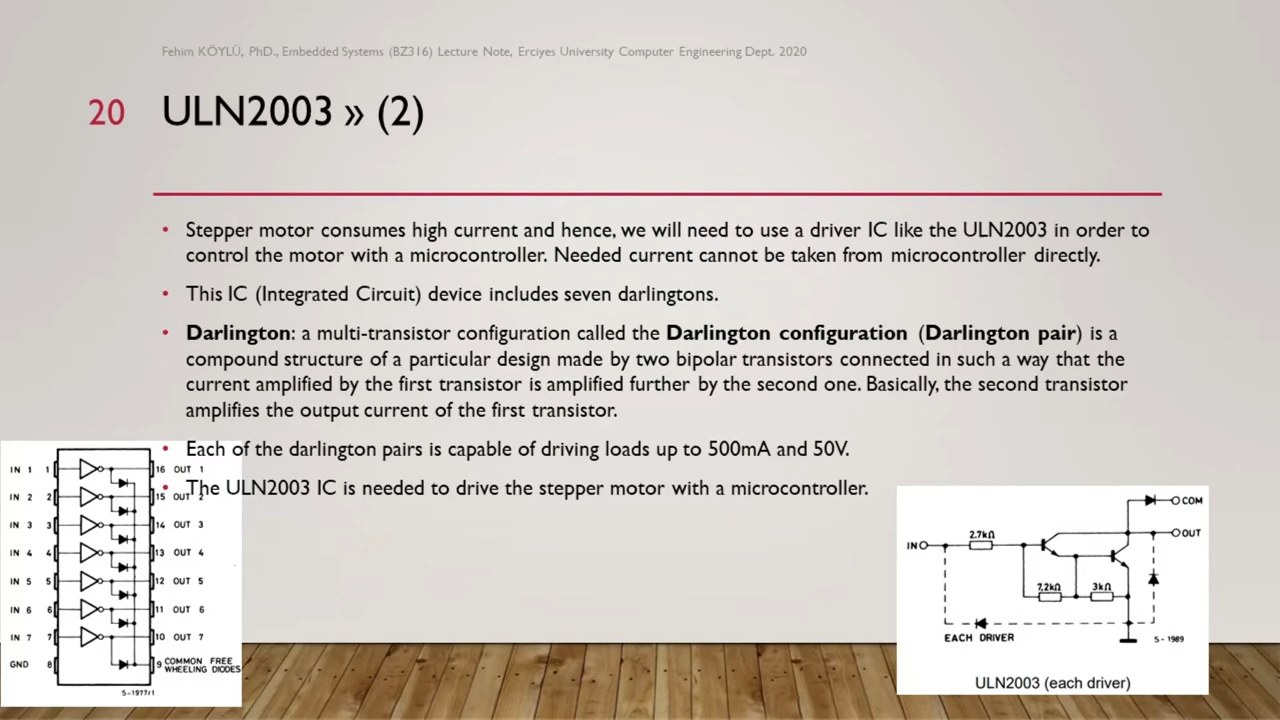 Fehim KÖYLÜ, PhD., Embedded Systems (BZ316) Lecture Note, Erciyes University Computer Engineering Dept. 2020
20 ULN2003 » (2)
• Stepper motor consumes high current and hence, we will need to use a driver IC like the ULN2003 in order to
control the motor with a microcontroller. Needed current cannot be taken from microcontroller directly.
• This IC (Integrated Circuit) device includes seven darlingtons.
• Darlington: a multi-transistor configuration called the Darlington configuration (Darlington pair) is a
compound structure of a particular design made by two bipolar transistors connected in such a way that the
current amplified by the first transistor is amplified further by the second one. Basically, the second transistor
amplifies the output current of the first transistor.
• Each of the darlington pairs is capable of driving loads up to 500mA and 50V.
• The ULN2003 IC is needed to drive the stepper motor with a microcontroller.
IN 1 1 16 OUT 1
IN 2 2 15 OUT 2
IN 3 3 14 OUT 3
IN 4 4 13 OUT 4
IN 5 5 12 OUT 5
IN 6 6 11 OUT 6
IN 7 7 10 OUT 7
GND 8 9 COMMON FREE
WHEELING DIODES
S-1977/1
COM
OUT
IN 2.7kΩ
7.2kΩ 3kΩ
EACH DRIVER S-1989
ULN2003 (each driver)